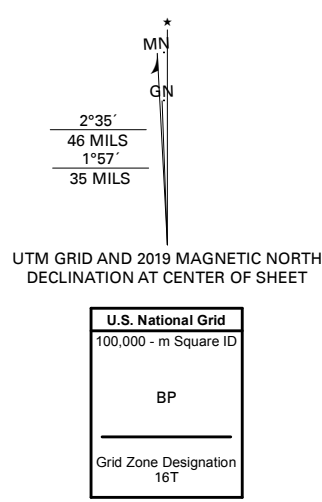 ★
MN
GN
2°35´
46 MILS
1°57´
35 MILS
UTM GRID AND 2019 MAGNETIC NORTH
DECLINATION AT CENTER OF SHEET
U.S. National Grid
100,000 - m Square ID
BP
Grid Zone Designation
16T